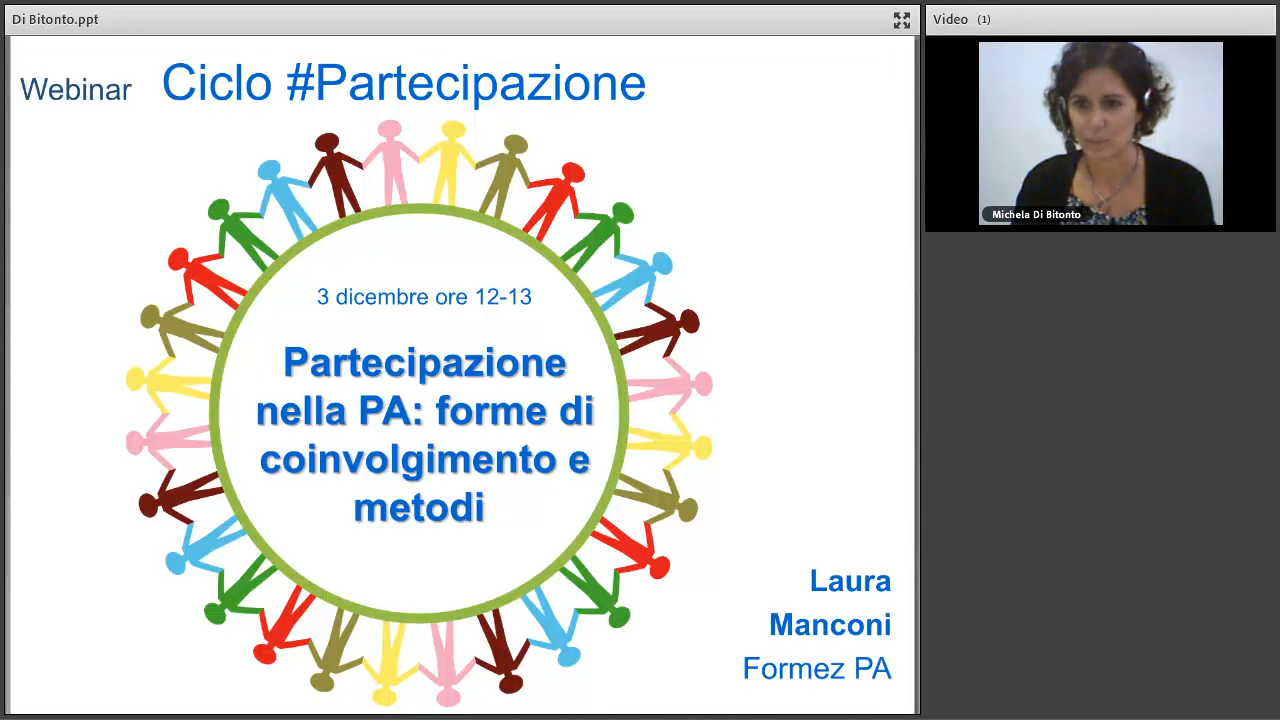 Di Bitonto.ppt
Webinar Ciclo #Partecipazione
3 dicembre ore 12-13
Partecipazione
nella PA: forme di
coinvolgimento e
metodi
Laura
Manconi
Formez PA
Video (1)
Michela Di Bitonto